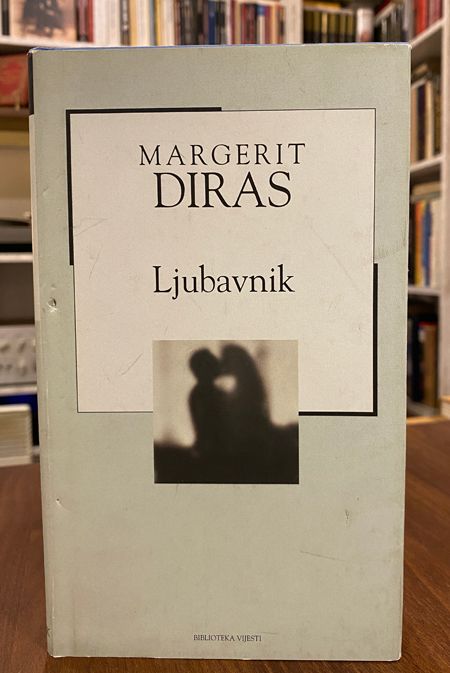 MARGERIT
DIRAS
Ljubavnik
BIBLIOTEKA VIJESTI